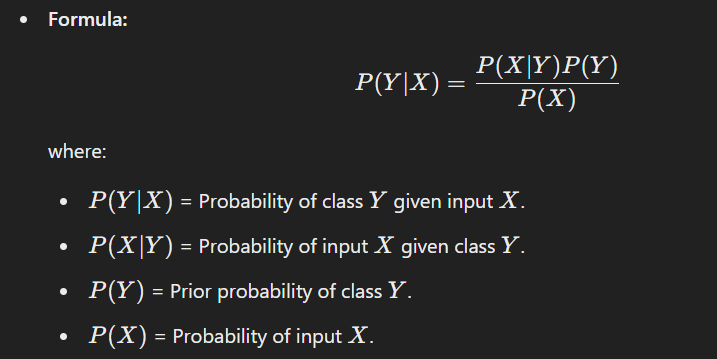 Formula:
P(Y|X) = P(X|Y)P(Y) / P(X)
where:
P(Y|X) = Probability of class Y given input X.
P(X|Y) = Probability of input X given class Y.
P(Y) = Prior probability of class Y.
P(X) = Probability of input X.